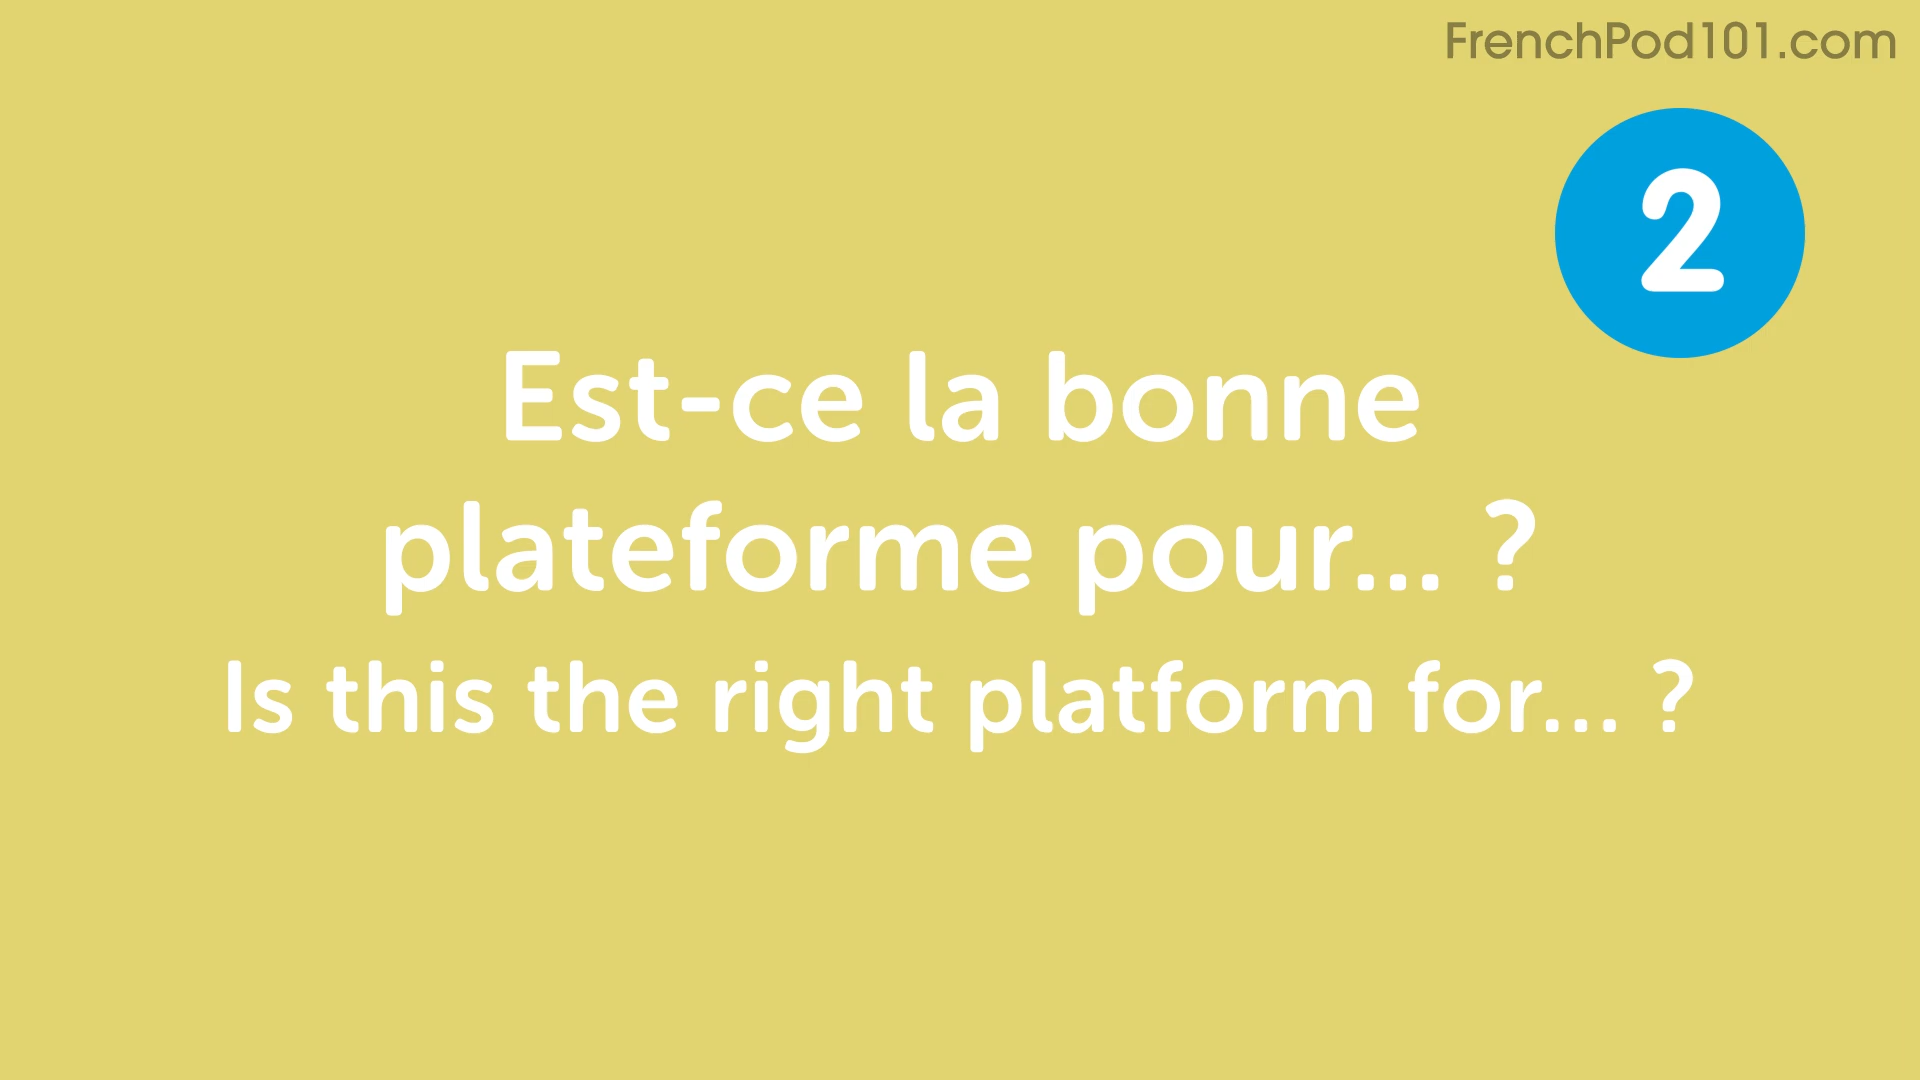 FrenchPod101.com
2
Est-ce la bonne
plateforme pour... ?
Is this the right platform for... ?